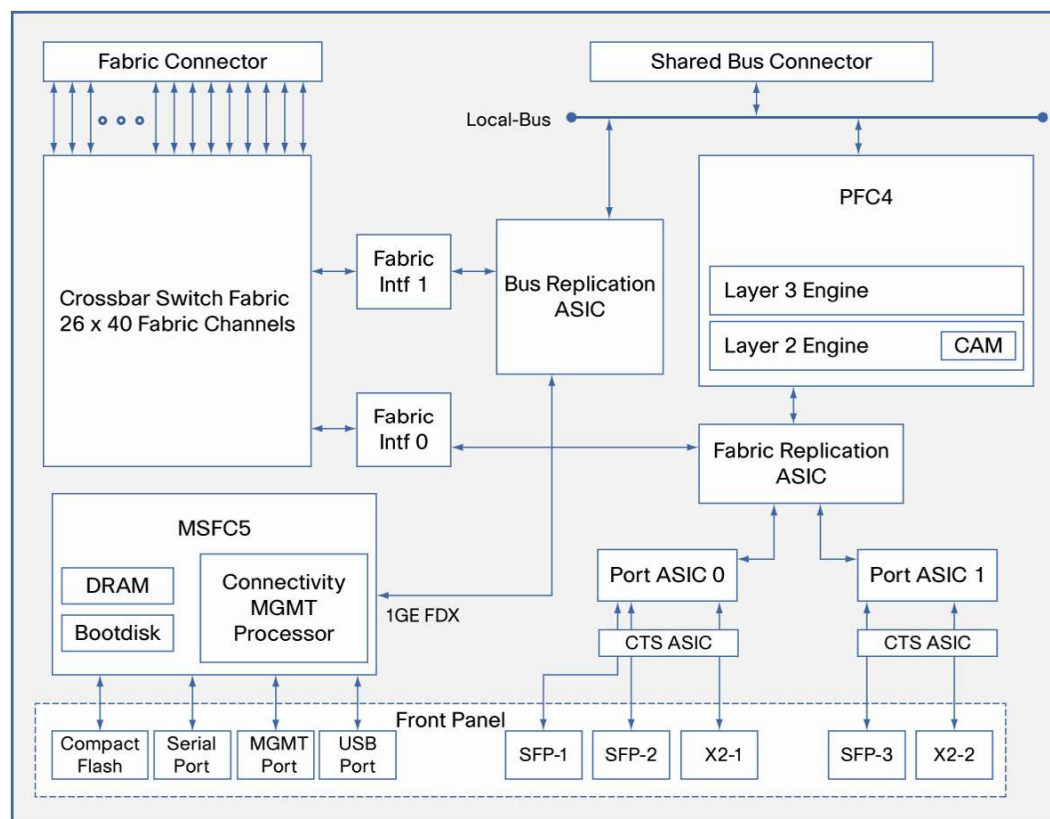 Fabric Connector
Shared Bus Connector
Local-Bus
PFC4
Layer 3 Engine
Layer 2 Engine
CAM
Crossbar Switch Fabric
26 x 40 Fabric Channels
Fabric
Intf 1
Bus Replication
ASIC
Fabric
Intf 0
Fabric Replication
ASIC
MSFC5
DRAM
Bootdisk
Connectivity
MGMT
Processor
1GE FDX
Port ASIC 0
Port ASIC 1
CTS ASIC
CTS ASIC
Front Panel
Compact
Flash
Serial
Port
MGMT
Port
USB
Port
SFP-1
SFP-2
X2-1
SFP-3
X2-2